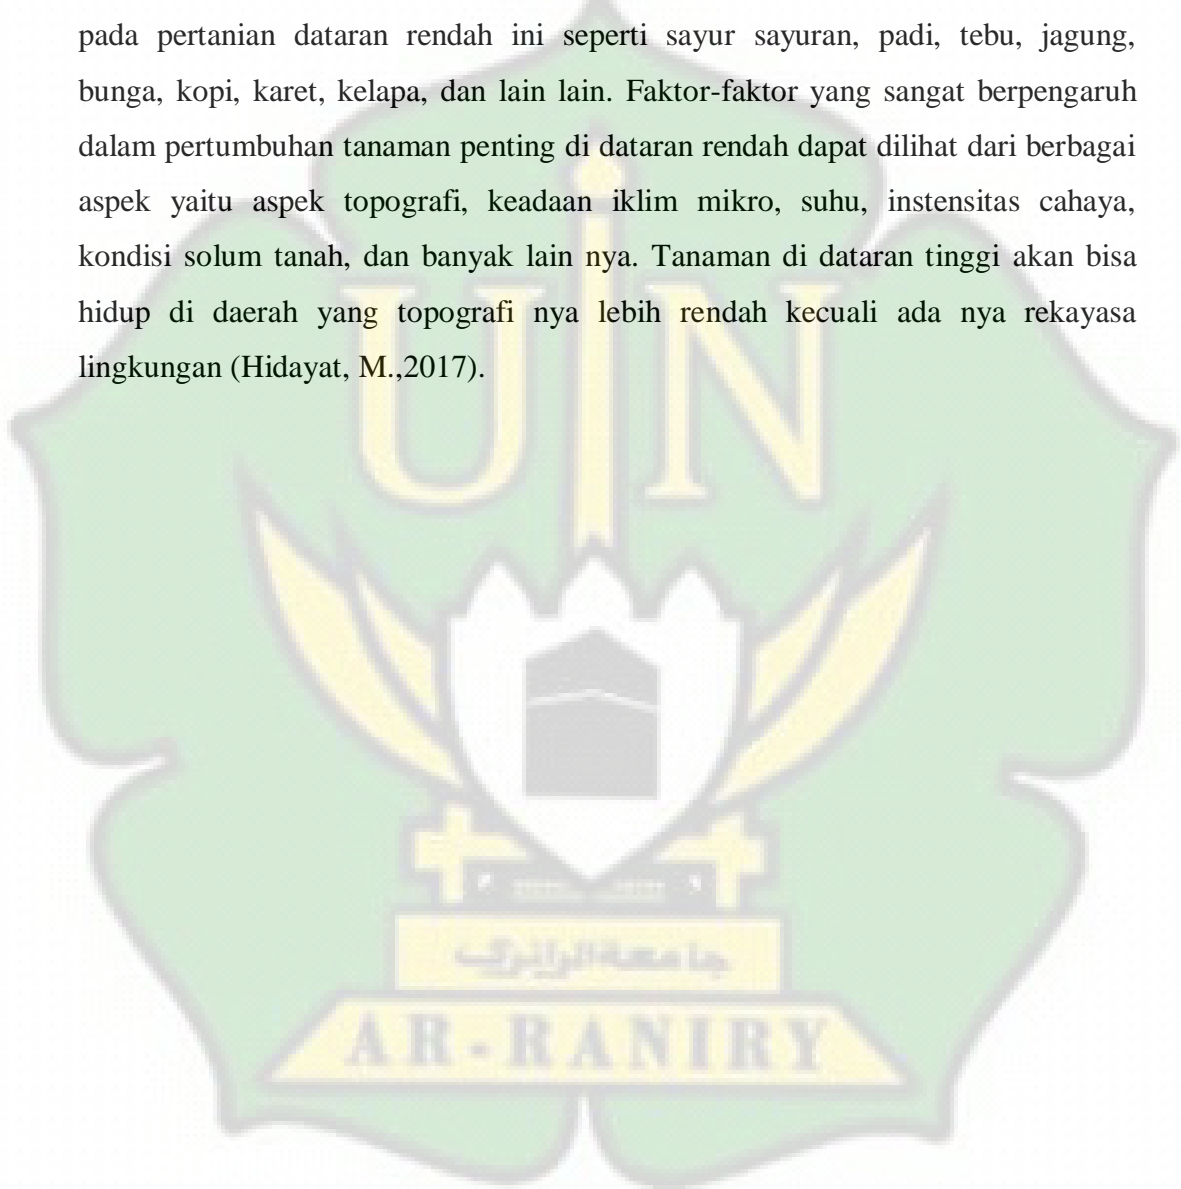 pada pertanian dataran rendah ini seperti sayur sayuran, padi, tebu, jagung,
bunga, kopi, karet, kelapa, dan lain lain. Faktor-faktor yang sangat berpengaruh
dalam pertumbuhan tanaman penting di dataran rendah dapat dilihat dari berbagai
aspek yaitu aspek topografi, keadaan iklim mikro, suhu, instensitas cahaya,
kondisi solum tanah, dan banyak lain nya. Tanaman di dataran tinggi akan bisa
hidup di daerah yang topografi nya lebih rendah kecuali ada nya rekayasa
lingkungan (Hidayat, M.,2017).
UIN
جامعة الرانري
AR-RANIRY